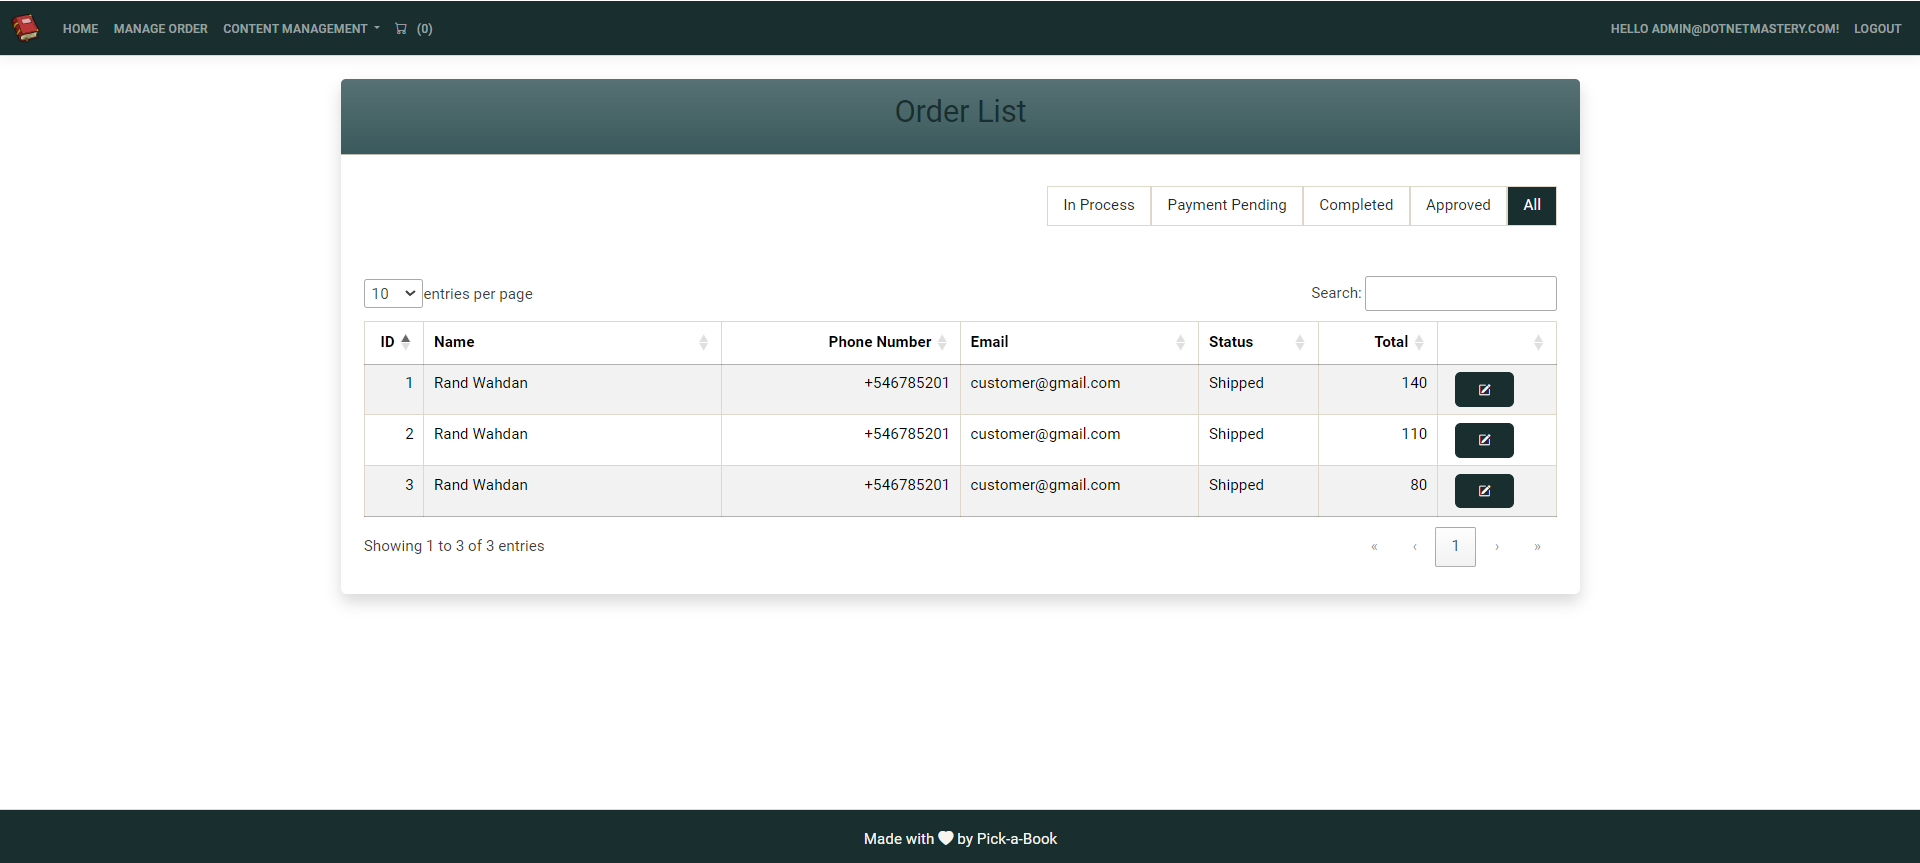 HOME MANAGE ORDER CONTENT MANAGEMENT (0) HELLO ADMIN@DOTNETMASTERY.COM! LOGOUT
Order List
In Process Payment Pending Completed Approved All
10 entries per page Search:
ID Name Phone Number Email Status Total
1 Rand Wahdan +546785201 customer@gmail.com Shipped 140
2 Rand Wahdan +546785201 customer@gmail.com Shipped 110
3 Rand Wahdan +546785201 customer@gmail.com Shipped 80
Showing 1 to 3 of 3 entries « ‹ 1 › »
Made with ♥ by Pick-a-Book